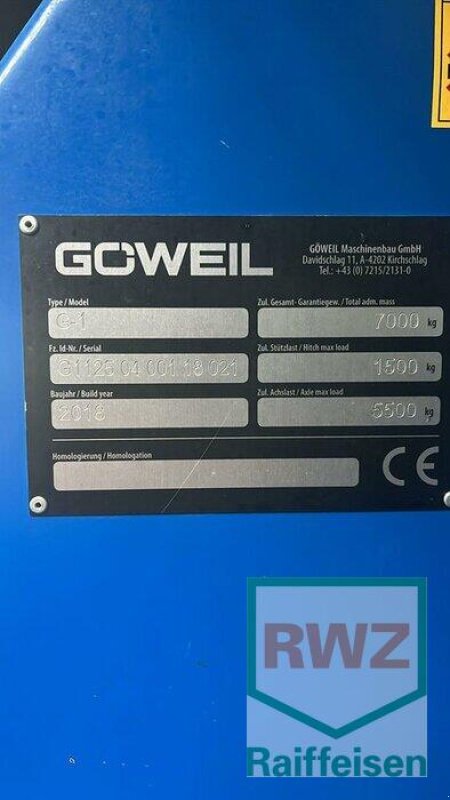 GÖWEIL
GÖWEIL Maschinenbau GmbH
Davidschlag 11, A-4202 Kirchschlag
Tel.: +43 (0) 7215/2131-0
Type / Model
G-1
Zul. Gesamt- Garantiegew. / Total adm. mass
7000 kg
Fz. Id-Nr. / Serial
G1125 04 001 18 021
Zul. Stützlast / Hitch max load
1500 kg
Baujahr / Build year
2018
Zul. Achslast / Axle max load
5500 kg
Homologierung / Homologation
CE
RWZ
Raiffeisen